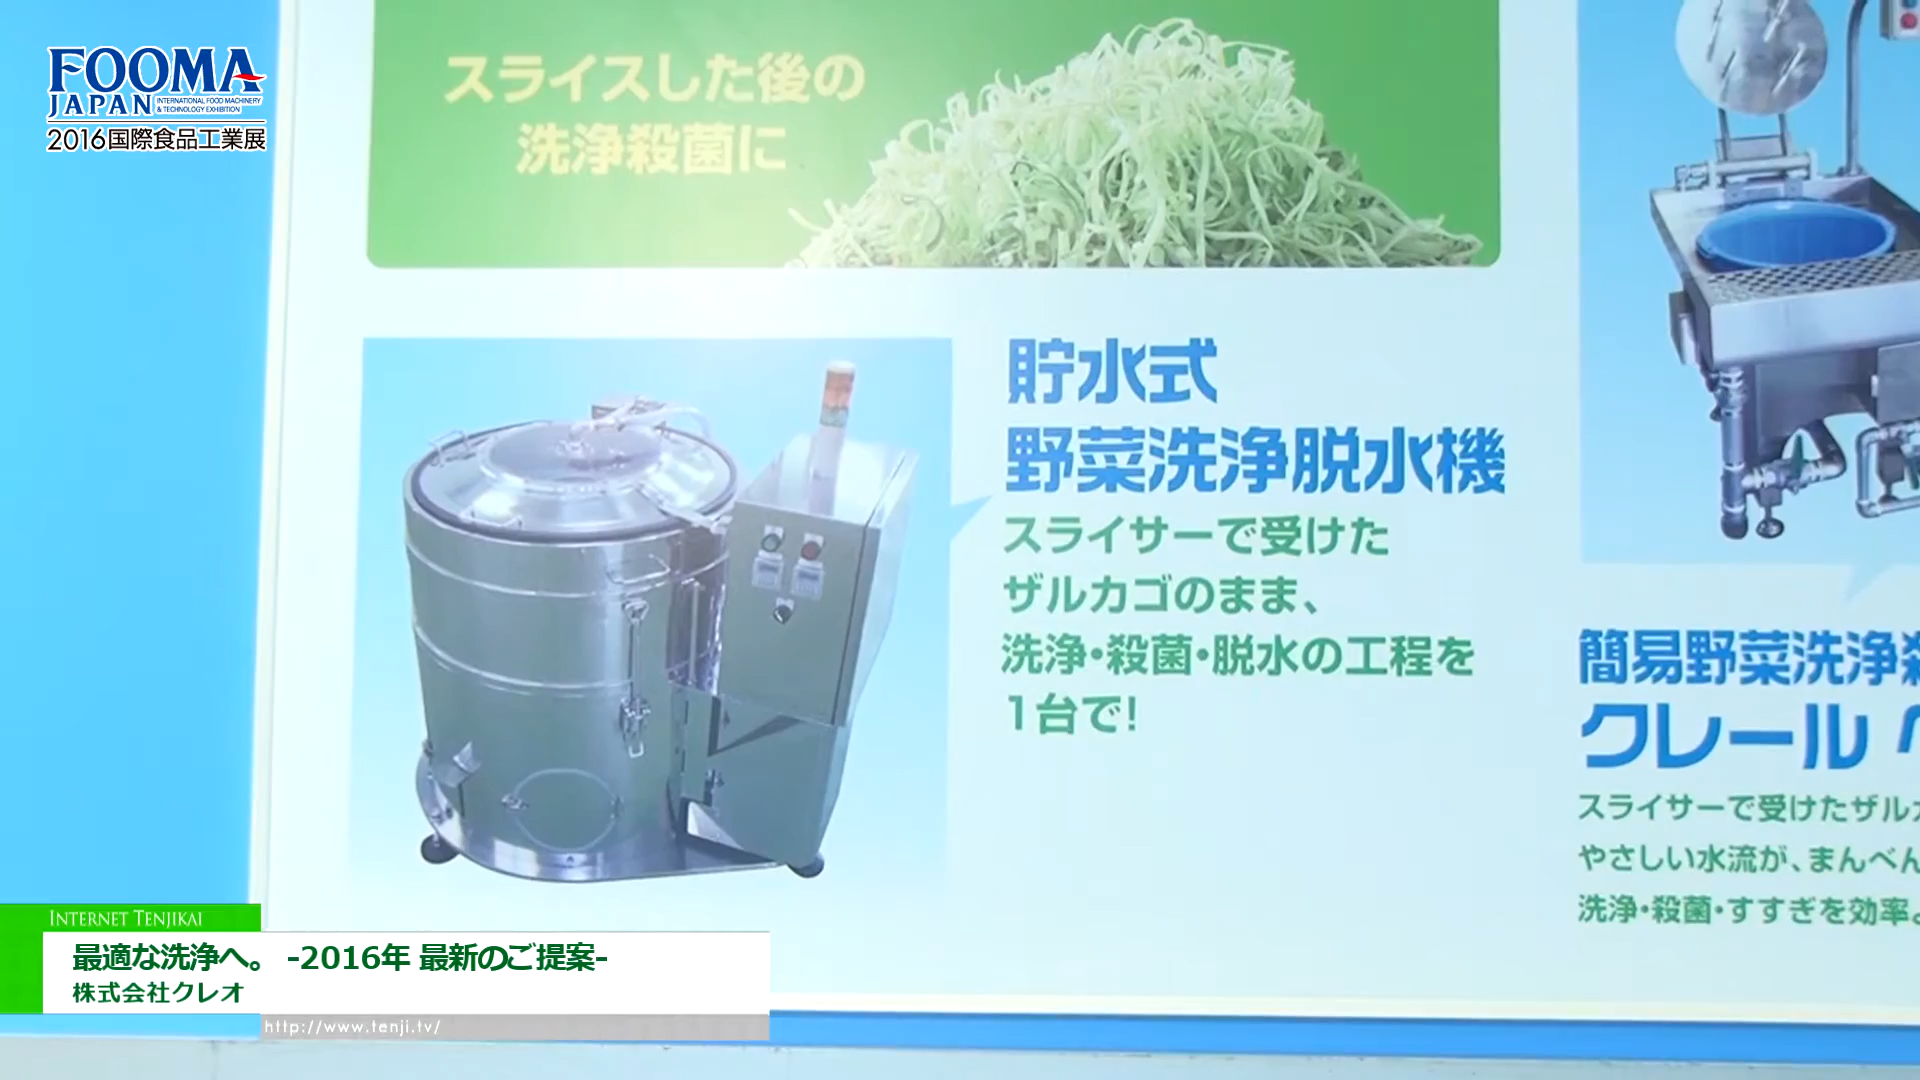 FOOMA
JAPAN
INTERNATIONAL FOOD MACHINERY
& TECHNOLOGY EXHIBITION
2016国際食品工業展
スライスした後の
洗浄殺菌に
貯水式
野菜洗浄脱水機
スライサーで受けた
ザルカゴのまま、
洗浄・殺菌・脱水の工程を
1台で!
簡易野菜洗浄殺
クレール
スライサーで受けたザルカ
やさしい水流が、まんべん
洗浄・殺菌・すすぎを効率
INTERNET TENJIKAI
最適な洗浄へ。 -2016年 最新のご提案-
株式会社クレオ
http://www.tenji.tv/